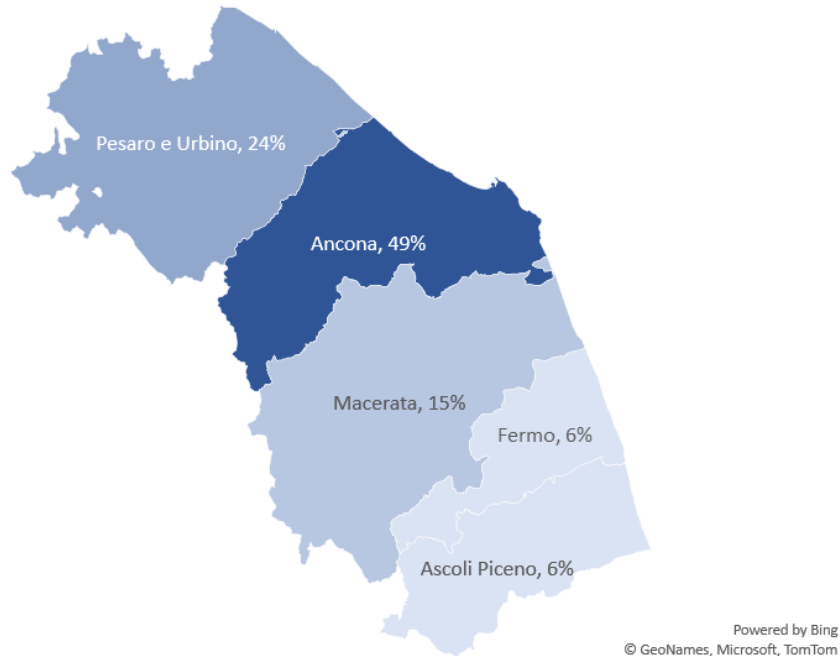 Pesaro e Urbino, 24%
Ancona, 49%
Macerata, 15%
Fermo, 6%
Ascoli Piceno, 6%
Powered by Bing
© GeoNames, Microsoft, TomTom